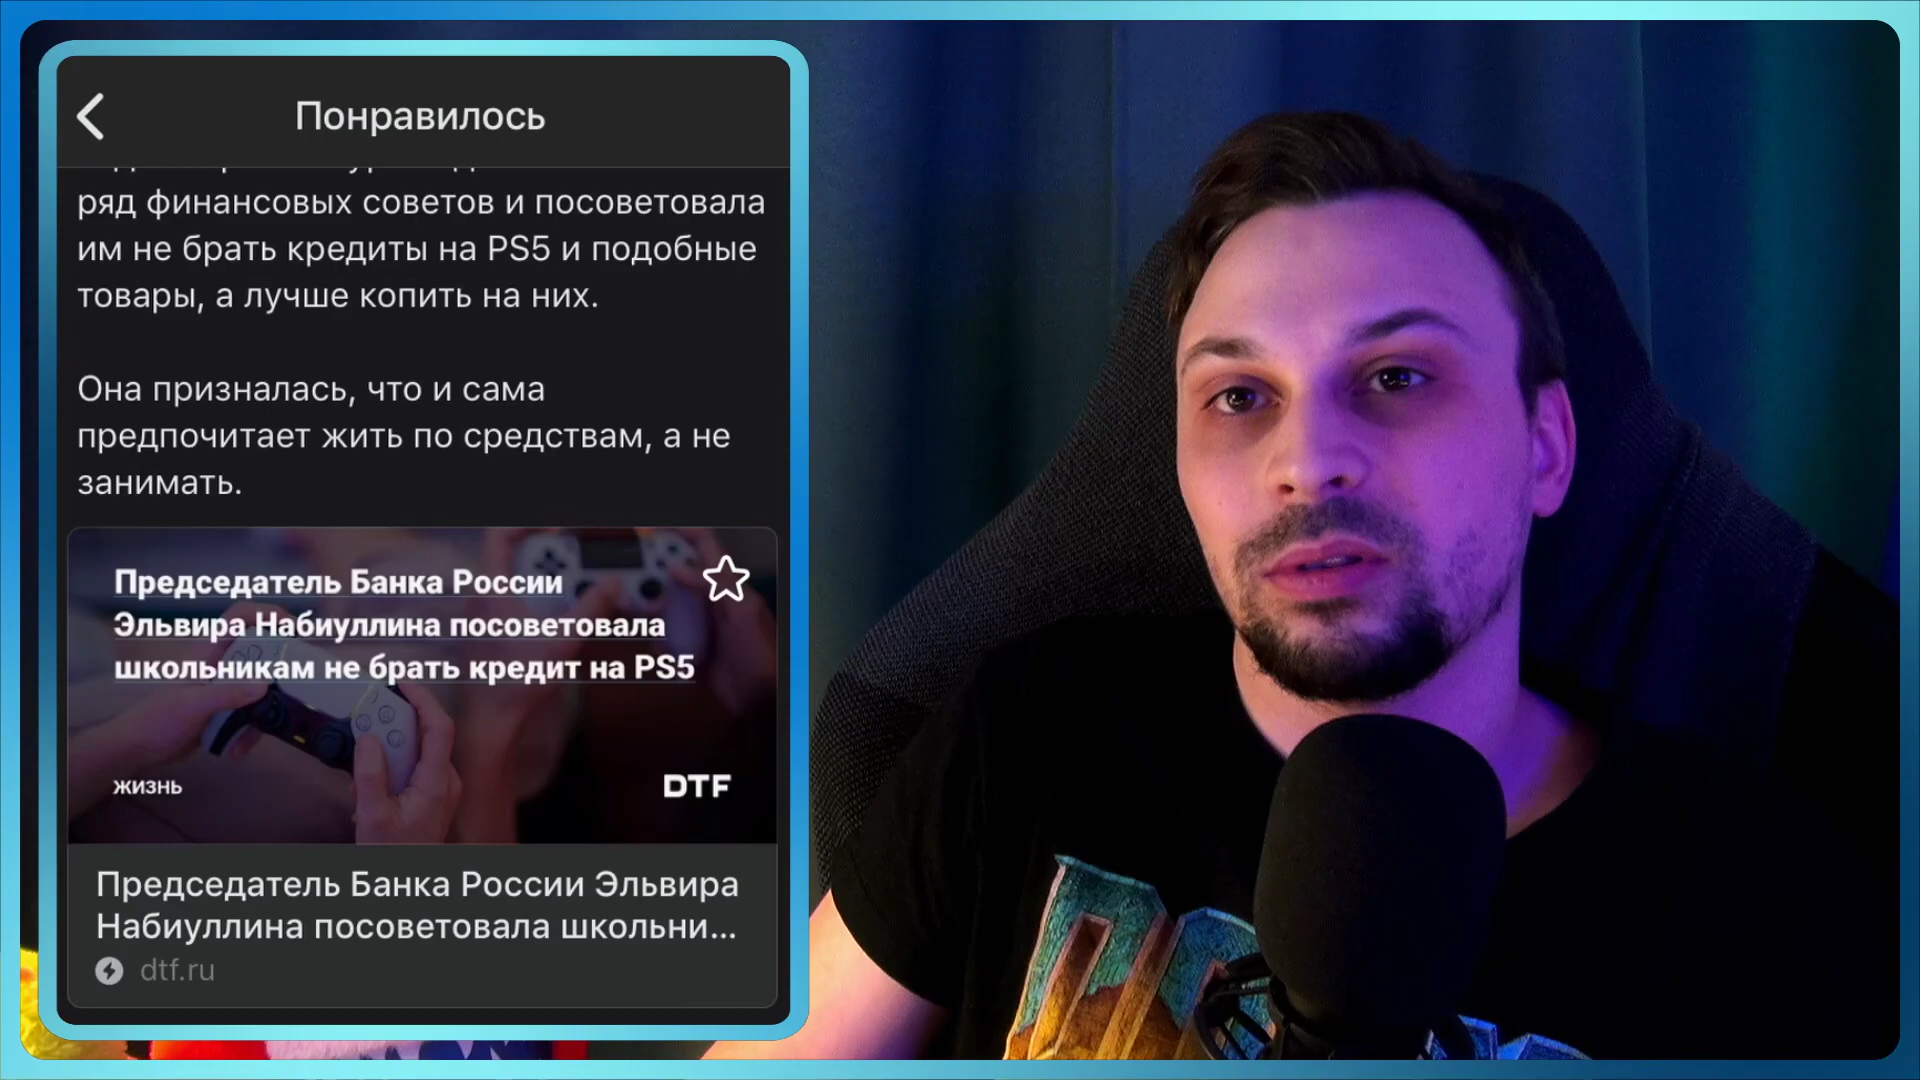 Понравилось
ряд финансовых советов и посоветовала
им не брать кредиты на PS5 и подобные
товары, а лучше копить на них.
Она призналась, что и сама
предпочитает жить по средствам, а не
занимать.
Председатель Банка России
Эльвира Набиуллина посоветовала
школьникам не брать кредит на PS5
жизнь
DTF
Председатель Банка России Эльвира
Набиуллина посоветовала школьни...
dtf.ru